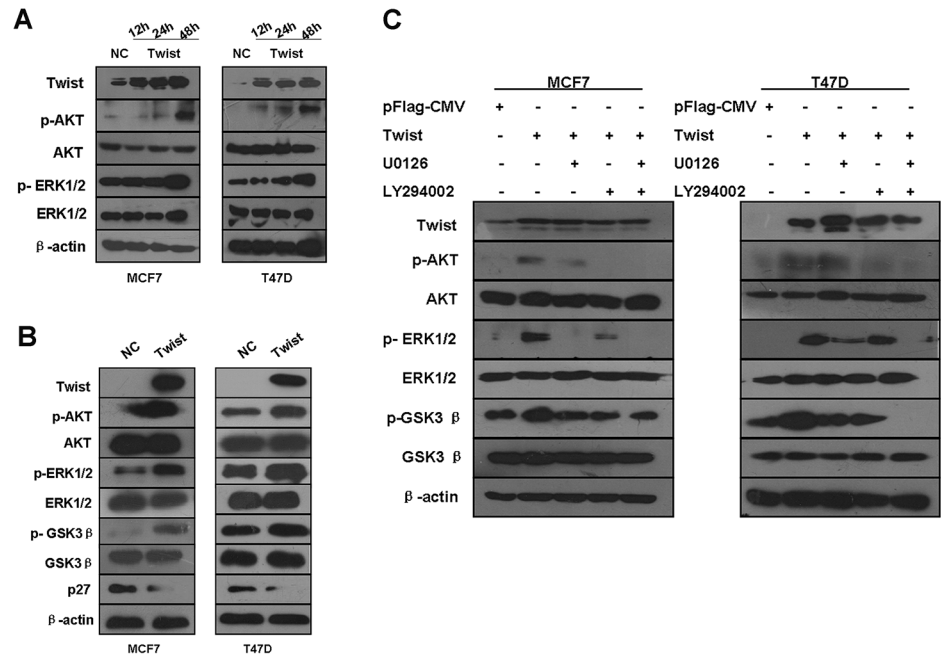 A
12h 24h 48h 12h 24h 48h
NC Twist NC Twist
Twist
p-AKT
AKT
p- ERK1/2
ERK1/2
β-actin
MCF7 T47D
B
NC Twist NC Twist
Twist
p-AKT
AKT
p-ERK1/2
ERK1/2
p- GSK3β
GSK3β
p27
β-actin
MCF7 T47D
C
MCF7 T47D
pFlag-CMV + - - - - pFlag-CMV + - - - -
Twist - + + + + Twist - + + + +
U0126 - - + - + U0126 - - + - +
LY294002 - - - + + LY294002 - - - + +
Twist
p-AKT
AKT
p- ERK1/2
ERK1/2
p-GSK3 β
GSK3 β
β-actin